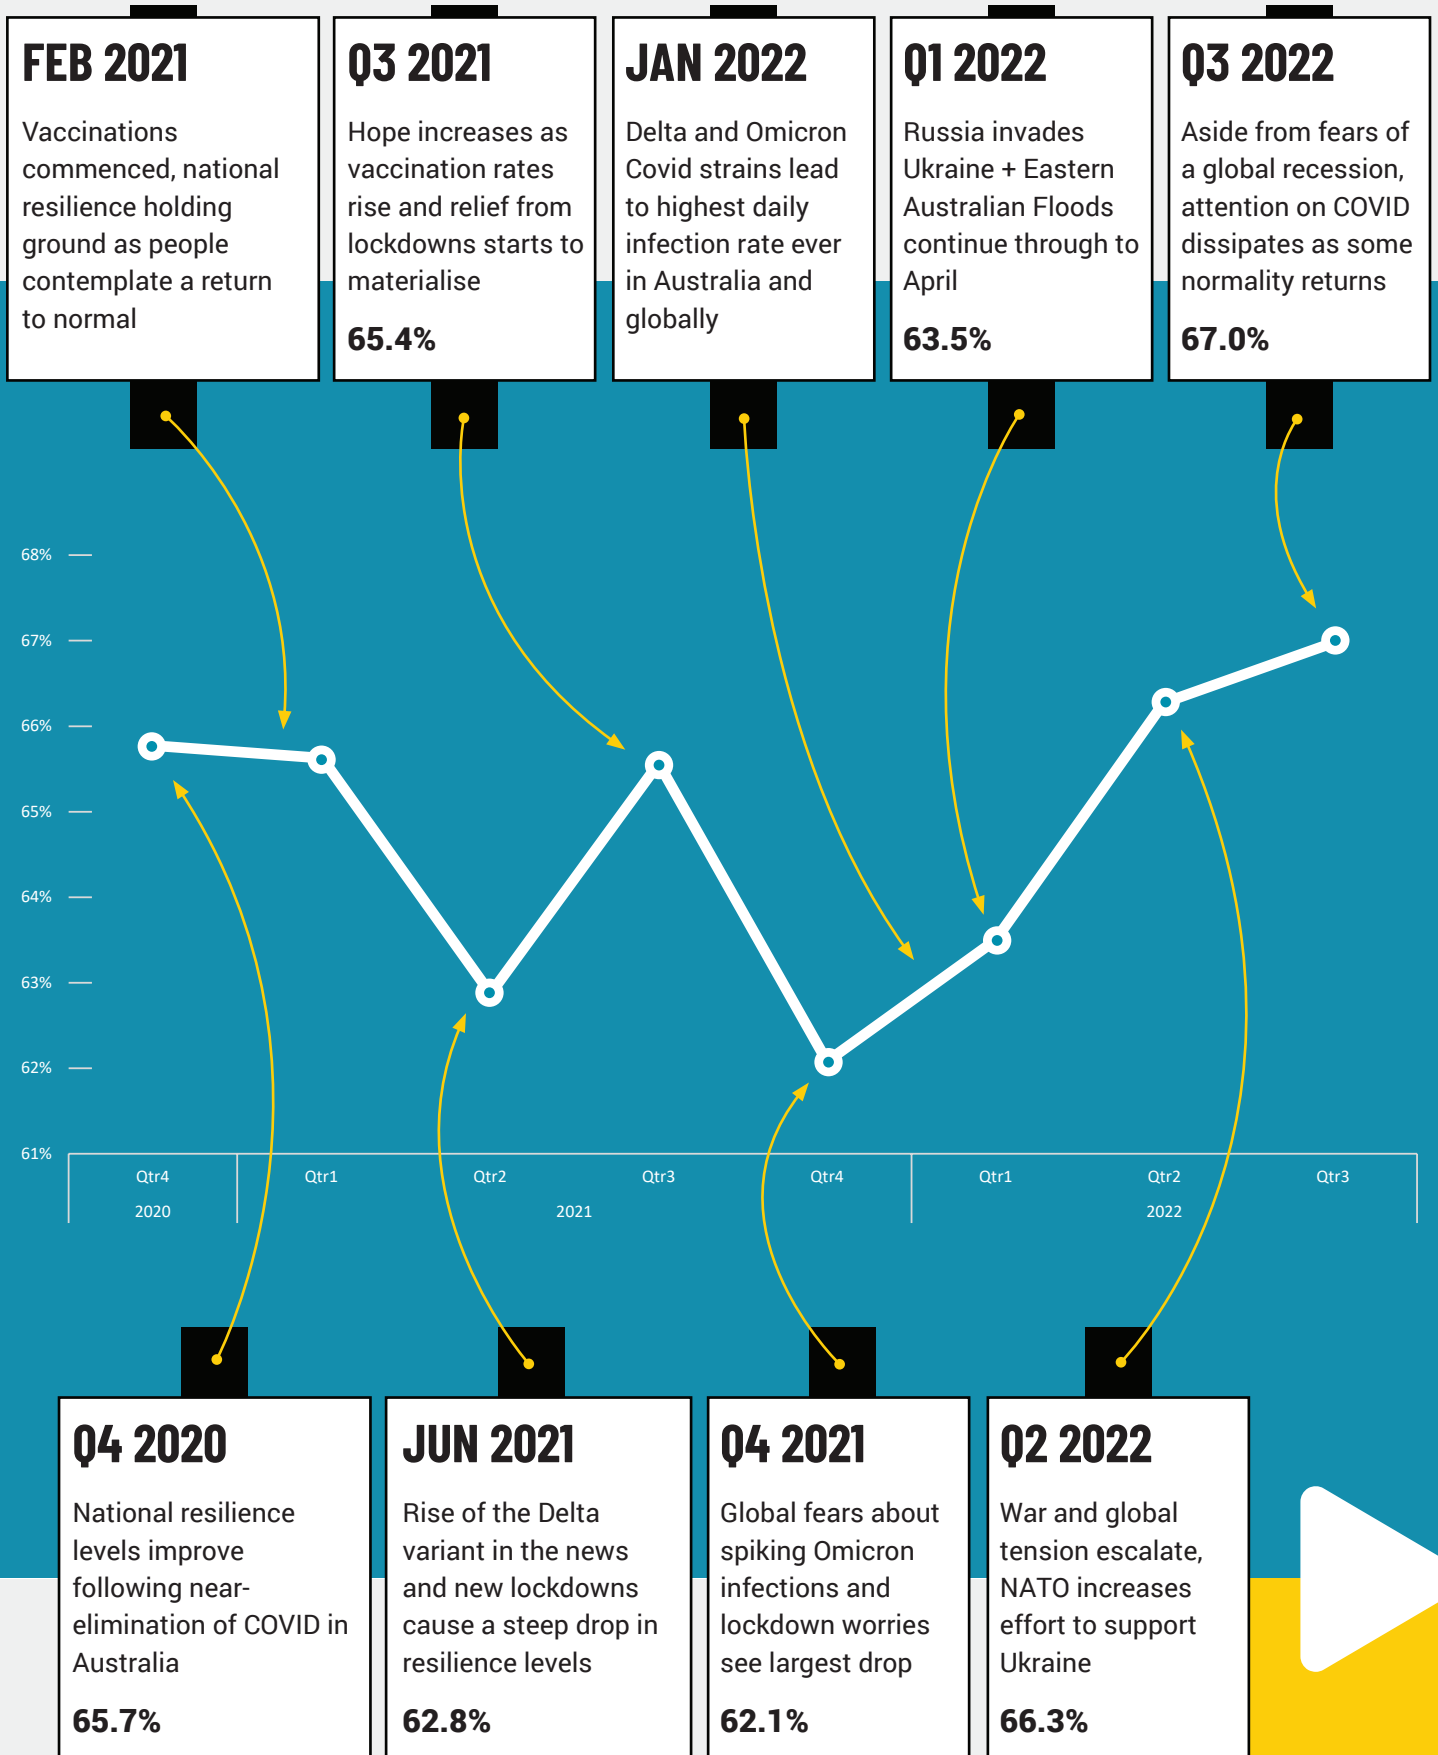 FEB 2021
Vaccinations
commenced, national
resilience holding
ground as people
contemplate a return
to normal
Q3 2021
Hope increases as
vaccination rates
rise and relief from
lockdowns starts to
materialise
65.4%
JAN 2022
Delta and Omicron
Covid strains lead
to highest daily
infection rate ever
in Australia and
globally
Q1 2022
Russia invades
Ukraine + Eastern
Australian Floods
continue through to
April
63.5%
Q3 2022
Aside from fears of
a global recession,
attention on COVID
dissipates as some
normality returns
67.0%
68%
67%
66%
65%
64%
63%
62%
61%
Qtr4 Qtr1 Qtr2 Qtr3 Qtr4 Qtr1 Qtr2 Qtr3
2020 2021 2022
Q4 2020
National resilience
levels improve
following near-
elimination of COVID in
Australia
65.7%
JUN 2021
Rise of the Delta
variant in the news
and new lockdowns
cause a steep drop in
resilience levels
62.8%
Q4 2021
Global fears about
spiking Omicron
infections and
lockdown worries
see largest drop
62.1%
Q2 2022
War and global
tension escalate,
NATO increases
effort to support
Ukraine
66.3%